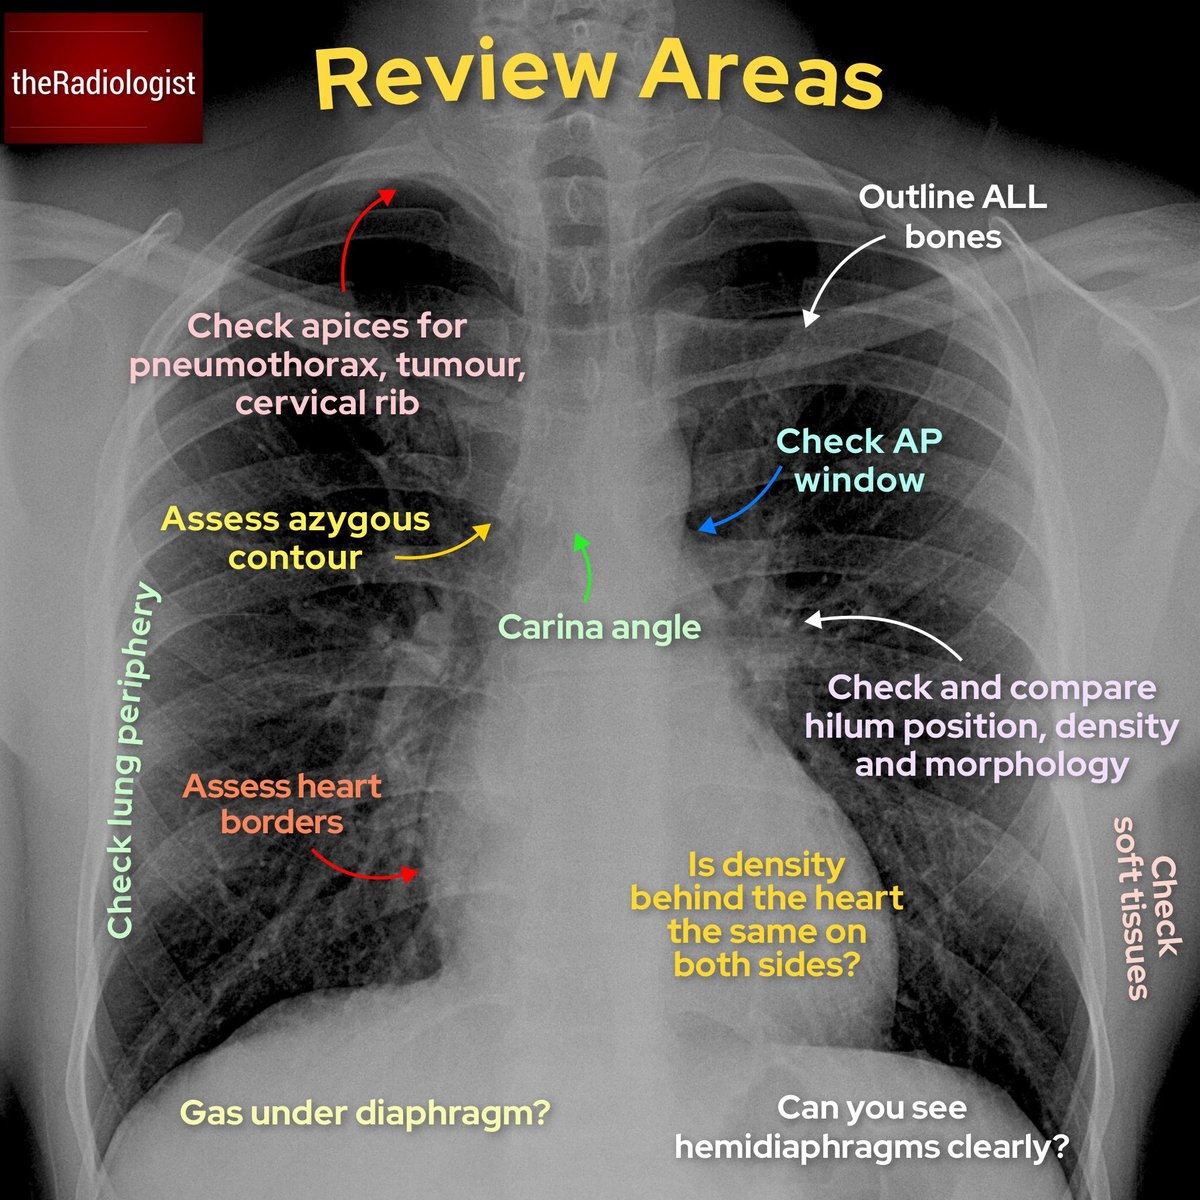 theRadiologist
Review Areas
Outline ALL
bones
Check apices for
pneumothorax, tumour,
cervical rib
Check AP
window
Assess azygous
contour
Carina angle
Check lung periphery
Check and compare
hilum position, density
and morphology
Assess heart
borders
Is density
behind the heart
the same on
both sides?
Check
soft tissues
Gas under diaphragm?
Can you see
hemidiaphragms clearly?